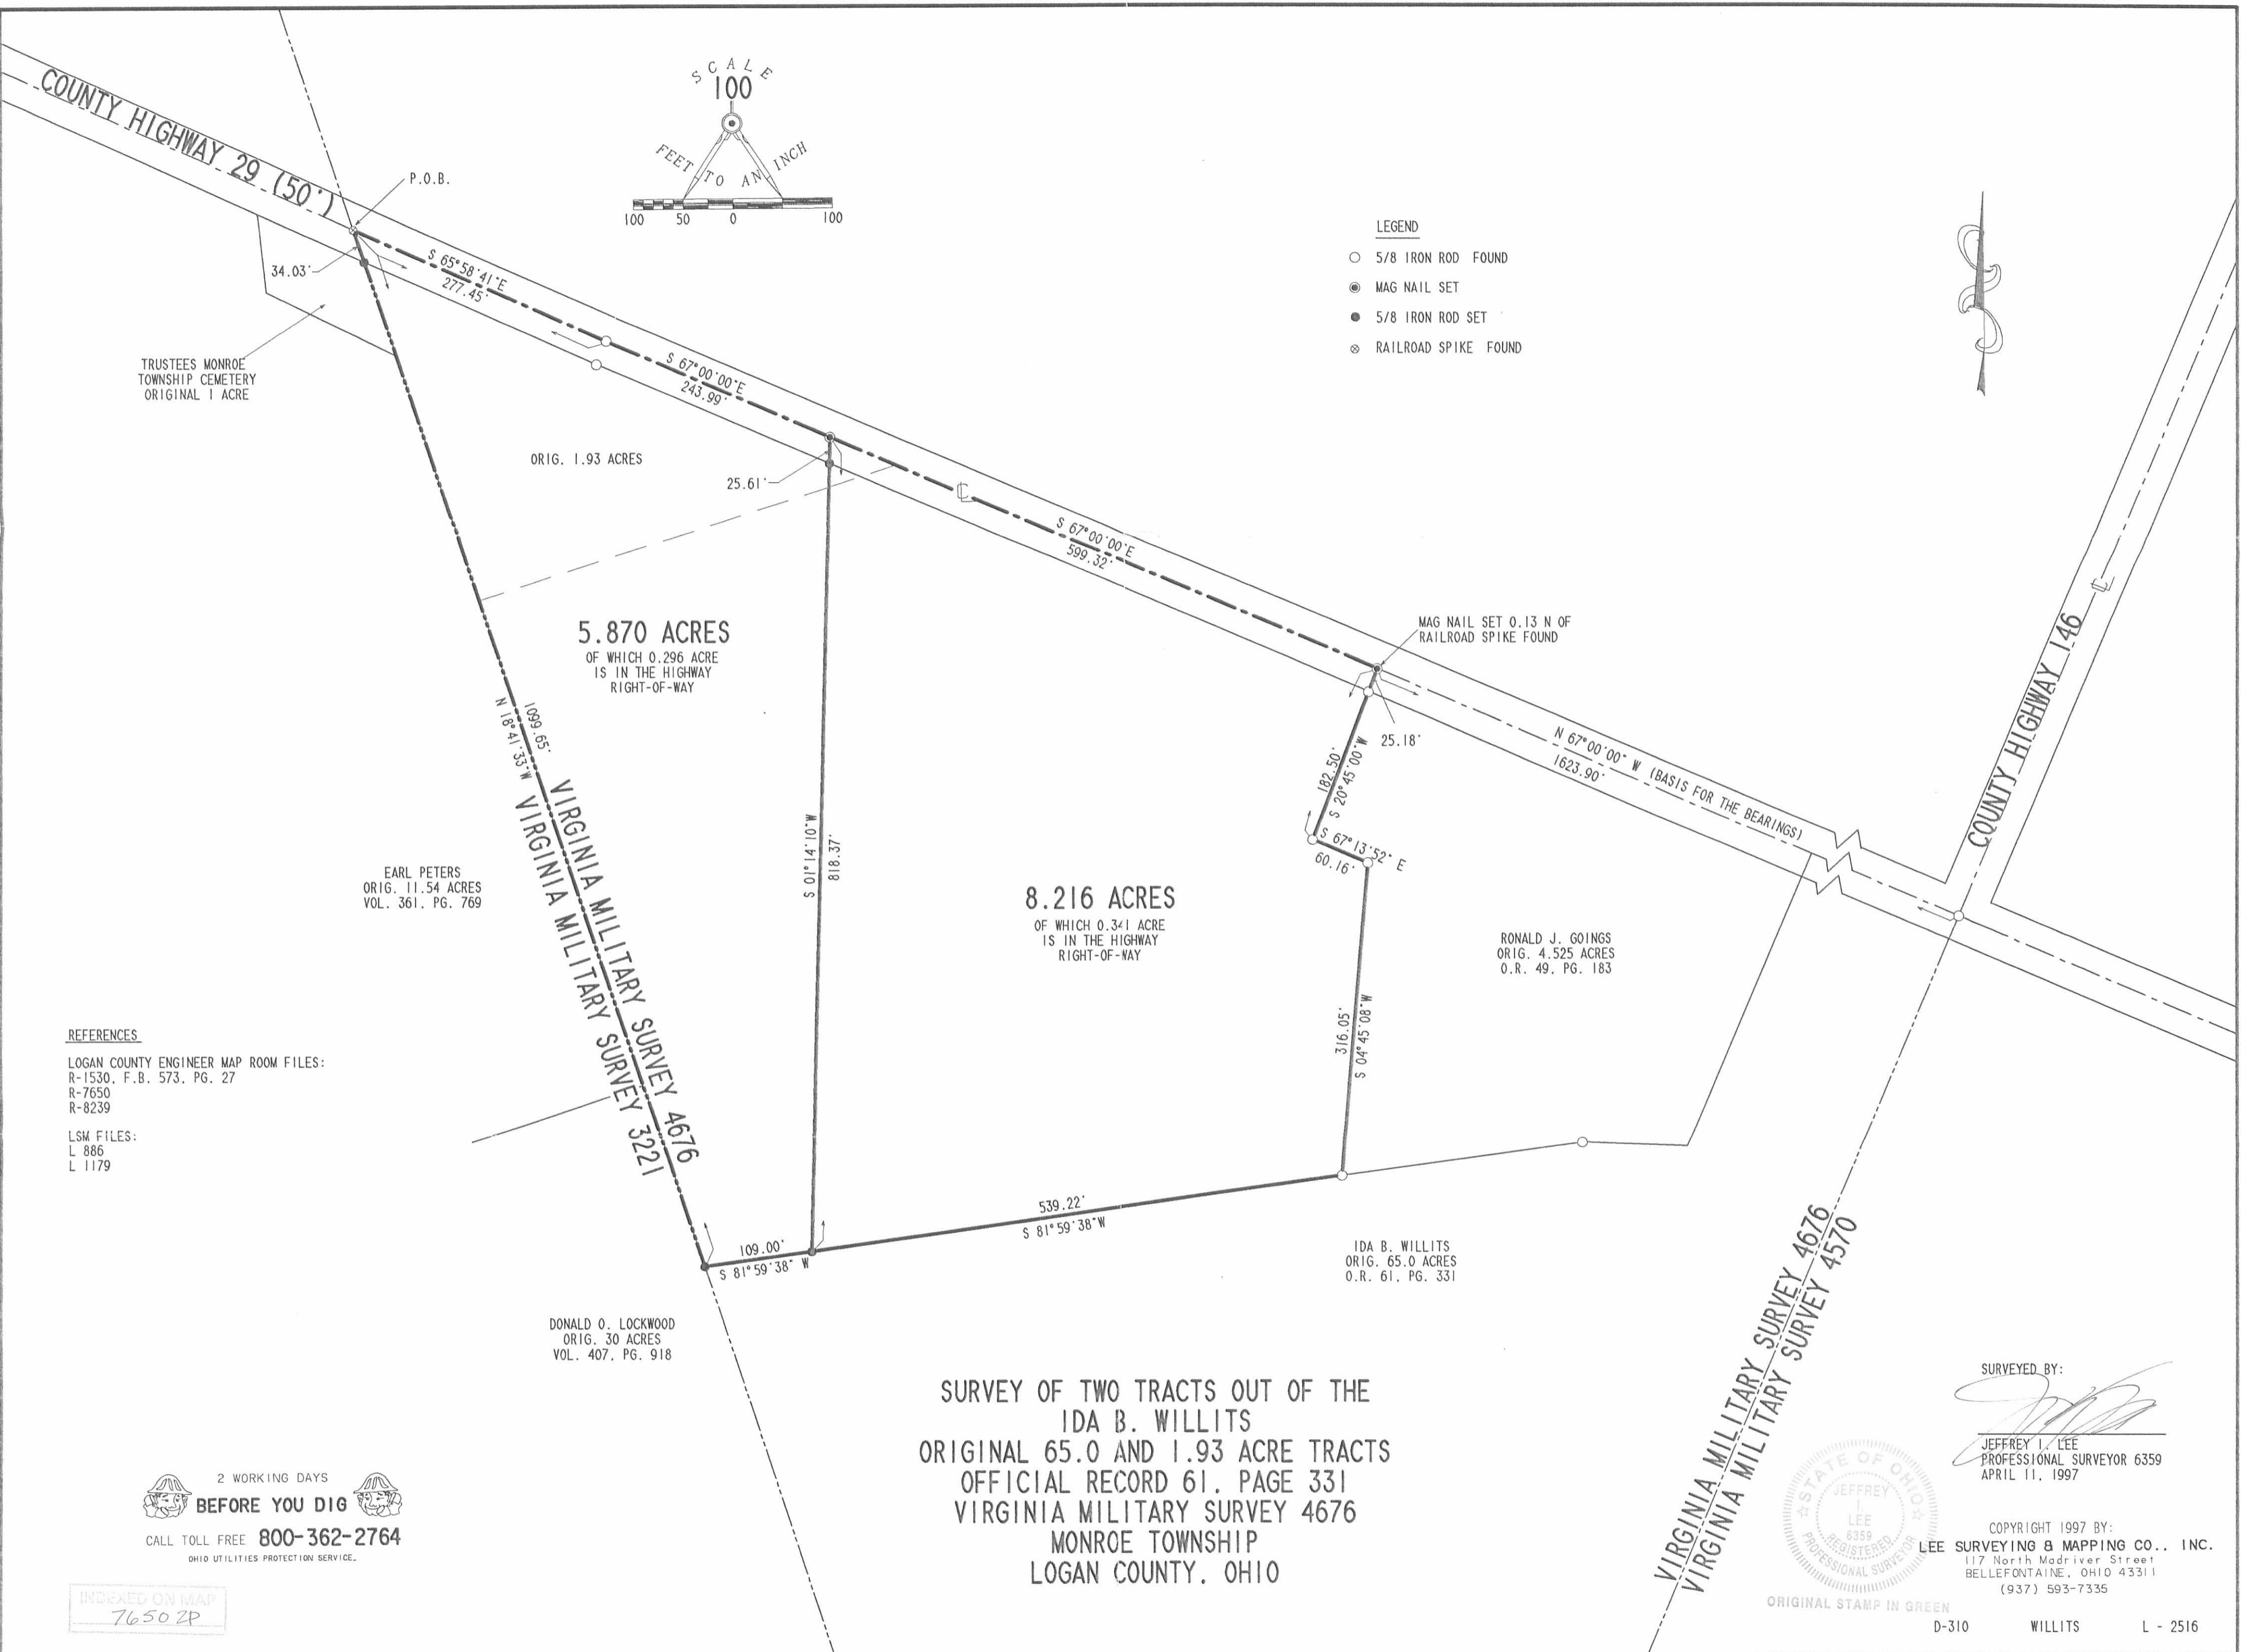 COUNTY HIGHWAY 29 (50')
SCALE
100
FEET TO AN INCH
100 50 0 100
P.O.B.
34.03'
S 65°58'41"E
277.45'
S 67°00'00"E
243.99'
TRUSTEES MONROE
TOWNSHIP CEMETERY
ORIGINAL 1 ACRE
LEGEND
5/8 IRON ROD FOUND
MAG NAIL SET
5/8 IRON ROD SET
RAILROAD SPIKE FOUND
ORIG. 1.93 ACRES
25.61'
S 67°00'00"E
599.32'
MAG NAIL SET 0.13 N OF
RAILROAD SPIKE FOUND
5.870 ACRES
OF WHICH 0.296 ACRE
IS IN THE HIGHWAY
RIGHT-OF-WAY
1099.65'
N 18°41'33"W
VIRGINIA MILITARY SURVEY 4676
VIRGINIA MILITARY SURVEY 3221
S 01°14'10"W
818.37'
182.50'
S 20°45'00"W
25.18'
S 67°13'52" E
60.16'
N 67°00'00" W (BASIS FOR THE BEARINGS)
1623.90'
COUNTY HIGHWAY 146
EARL PETERS
ORIG. 11.54 ACRES
VOL. 361, PG. 769
8.216 ACRES
OF WHICH 0.341 ACRE
IS IN THE HIGHWAY
RIGHT-OF-WAY
RONALD J. GOINGS
ORIG. 4.525 ACRES
O.R. 49, PG. 183
316.05'
S 04°45'08"W
REFERENCES
LOGAN COUNTY ENGINEER MAP ROOM FILES:
R-1530, F.B. 573, PG. 27
R-7650
R-8239
LSM FILES:
L 886
L 1179
539.22'
S 81°59'38"W
109.00'
S 81°59'38" W
IDA B. WILLITS
ORIG. 65.0 ACRES
O.R. 61, PG. 331
DONALD O. LOCKWOOD
ORIG. 30 ACRES
VOL. 407, PG. 918
VIRGINIA MILITARY SURVEY 4676
VIRGINIA MILITARY SURVEY 4570
SURVEY OF TWO TRACTS OUT OF THE
IDA B. WILLITS
ORIGINAL 65.0 AND 1.93 ACRE TRACTS
OFFICIAL RECORD 61, PAGE 331
VIRGINIA MILITARY SURVEY 4676
MONROE TOWNSHIP
LOGAN COUNTY, OHIO
2 WORKING DAYS
BEFORE YOU DIG
CALL TOLL FREE 800-362-2764
OHIO UTILITIES PROTECTION SERVICE.
INDEXED ON MAP
7650 ZP
SURVEYED BY:
JEFFREY I. LEE
PROFESSIONAL SURVEYOR 6359
APRIL 11, 1997
STATE OF OHIO
JEFFREY
I.
LEE
6359
REGISTERED
PROFESSIONAL SURVEYOR
ORIGINAL STAMP IN GREEN
COPYRIGHT 1997 BY:
LEE SURVEYING & MAPPING CO., INC.
117 North Madriver Street
BELLEFONTAINE, OHIO 43311
(937) 593-7335
D-310 WILLITS L - 2516